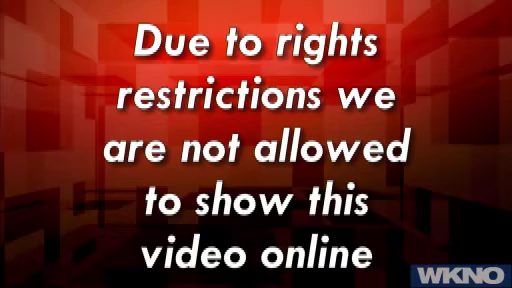 Due to rights
restrictions we
are not allowed
to show this
video online
WKNO